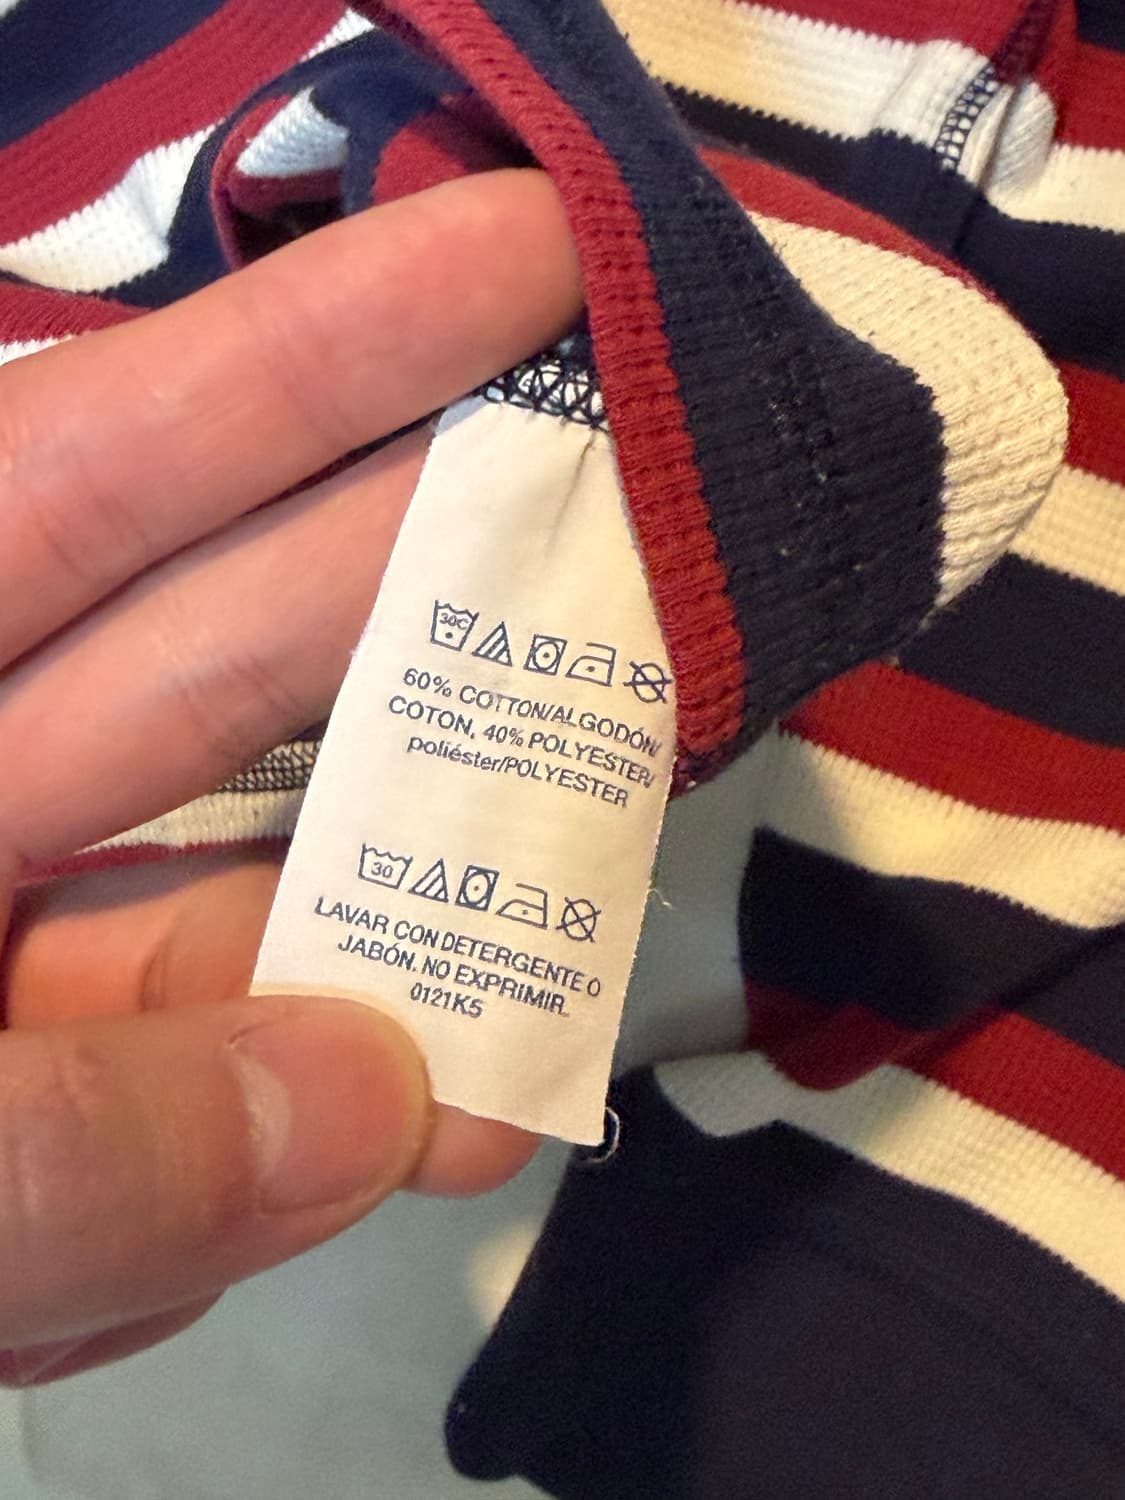 30C
60% COTTON/ALGODÓN/
COTON, 40% POLYESTER/
poliéster/POLYESTER
30
LAVAR CON DETERGENTE O
JABÓN. NO EXPRIMIR.
0121K5